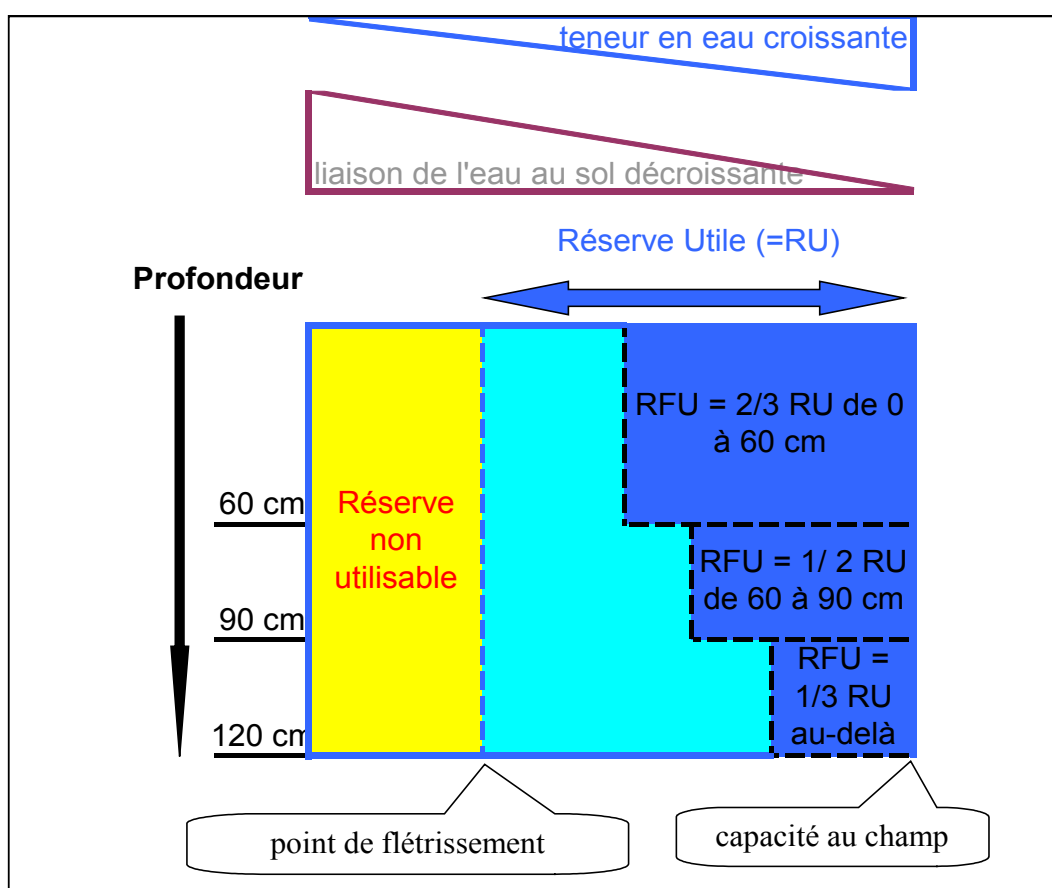 teneur en eau croissante
liaison de l'eau au sol décroissante
Réserve Utile (=RU)
Profondeur
RFU = 2/3 RU de 0
à 60 cm
60 cm
Réserve
non
utilisable
RFU = 1/ 2 RU
de 60 à 90 cm
90 cm
RFU =
1/3 RU
au-delà
120 cm
point de flétrissement
capacité au champ